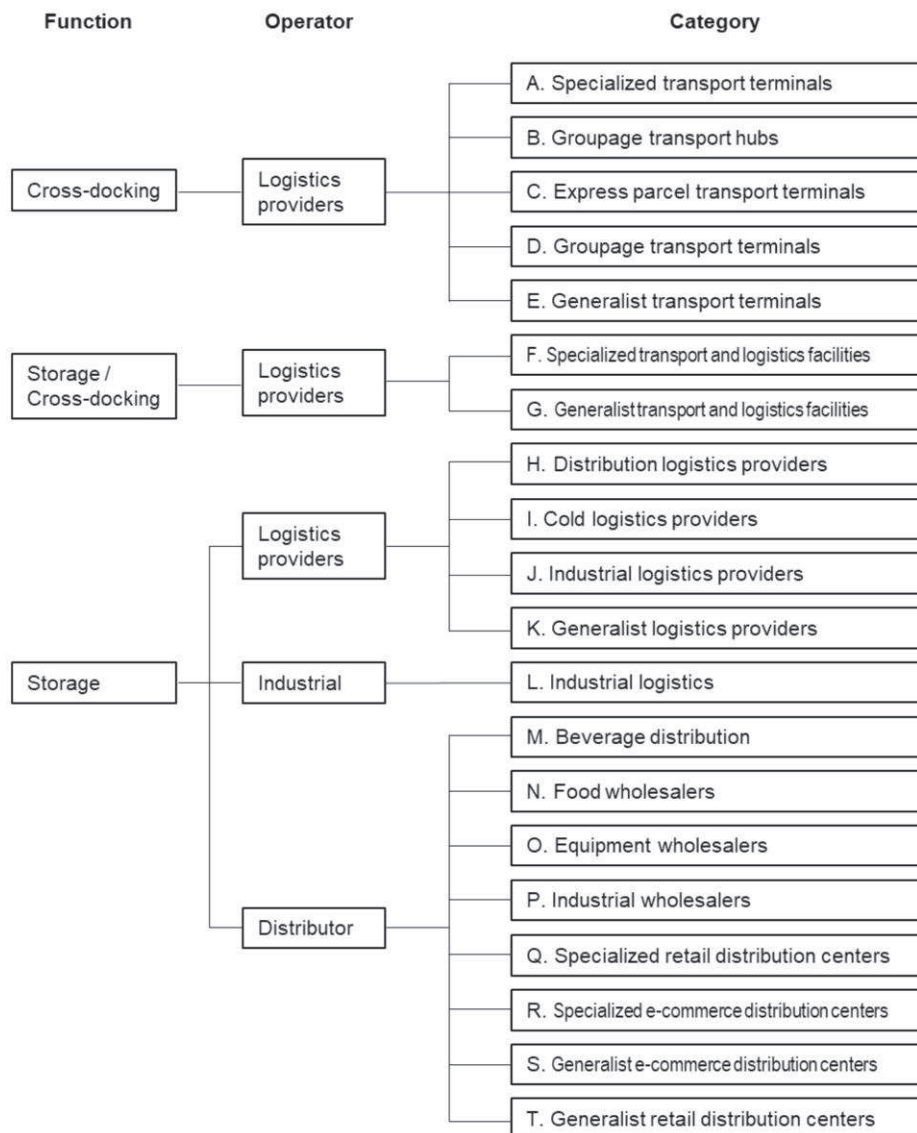 Function Operator Category
A. Specialized transport terminals
B. Groupage transport hubs
Cross-docking
Logistics
providers
C. Express parcel transport terminals
D. Groupage transport terminals
E. Generalist transport terminals
Storage /
Cross-docking
Logistics
providers
F. Specialized transport and logistics facilities
G. Generalist transport and logistics facilities
Storage
Logistics
providers
H. Distribution logistics providers
I. Cold logistics providers
J. Industrial logistics providers
K. Generalist logistics providers
Industrial
L. Industrial logistics
Distributor
M. Beverage distribution
N. Food wholesalers
O. Equipment wholesalers
P. Industrial wholesalers
Q. Specialized retail distribution centers
R. Specialized e-commerce distribution centers
S. Generalist e-commerce distribution centers
T. Generalist retail distribution centers